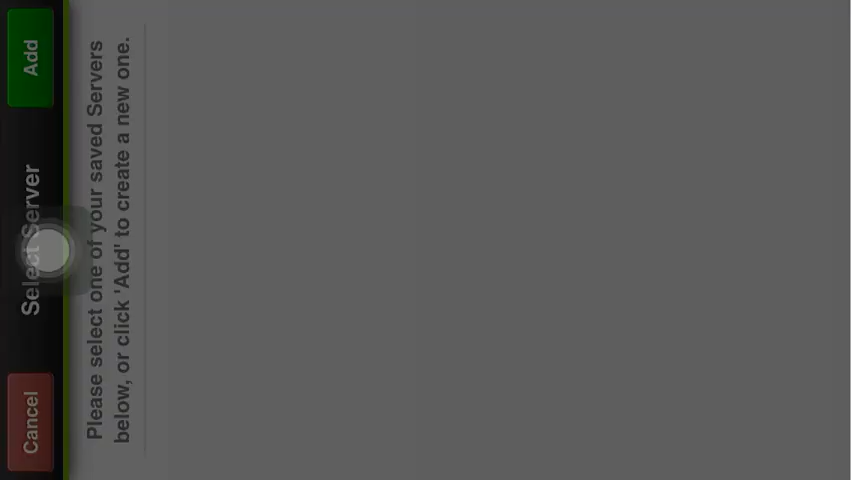 Cancel
Select Server
Add
Please select one of your saved Servers
below, or click 'Add' to create a new one.